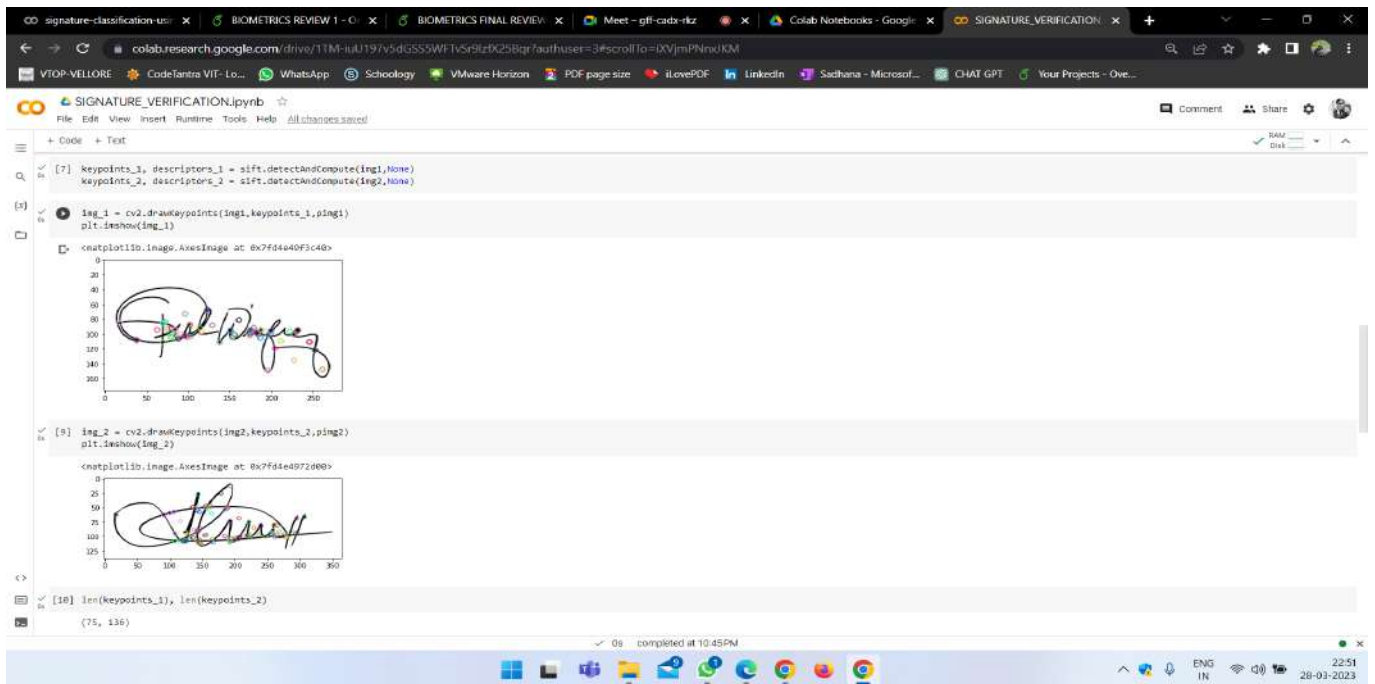 signature-classification-usi
BIOMETRICS REVIEW 1 - O
BIOMETRICS FINAL REVIEW
Meet – gff-cadx-rkz
Colab Notebooks - Google
SIGNATURE_VERIFICATION
colab.research.google.com/drive/
VTOP-VELLORE
CodeTantra VIT- Lo...
WhatsApp
Schoology
VMware Horizon
PDF page size
iLovePDF
LinkedIn
Sadhana - Microsof...
CHAT GPT
Your Projects - Ove...
SIGNATURE_VERIFICATION.ipynb
File Edit View Insert Runtime Tools Help All changes saved
Comment
Share
+ Code + Text
RAM
Disk
[7] keypoints_1, descriptors_1 = sift.detectAndCompute(img1,None)
keypoints_2, descriptors_2 = sift.detectAndCompute(img2,None)
img_1 = cv2.drawKeypoints(img1,keypoints_1,pimg1)
plt.imshow(img_1)
<matplotlib.image.AxesImage at 0x7fd4e49f3c40>
0
20
40
60
80
100
120
140
160
0 50 100 150 200 250
[9] img_2 = cv2.drawKeypoints(img2,keypoints_2,pimg2)
plt.imshow(img_2)
<matplotlib.image.AxesImage at 0x7fd4e4972d00>
0
25
50
75
100
125
0 50 100 150 200 250 300 350
[10] len(keypoints_1), len(keypoints_2)
(75, 136)
0s completed at 10:45PM
ENG
IN
22:51
28-03-2023